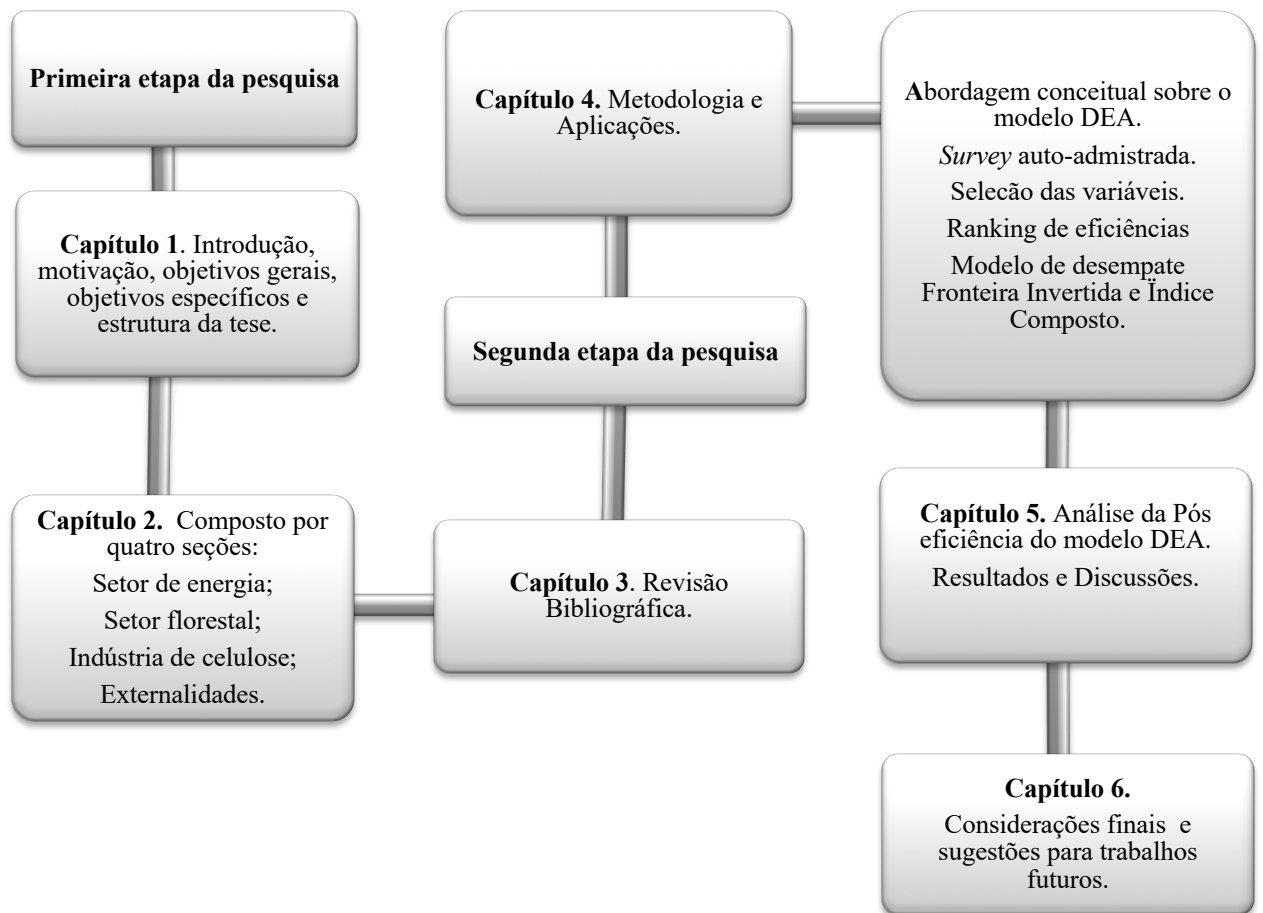 Primeira etapa da pesquisa
Capítulo 1. Introdução,
motivação, objetivos gerais,
objetivos específicos e
estrutura da tese.
Capítulo 2. Composto por
quatro seções:
Setor de energia;
Setor florestal;
Indústria de celulose;
Externalidades.
Capítulo 3. Revisão
Bibliográfica.
Segunda etapa da pesquisa
Capítulo 4. Metodologia e
Aplicações.
Abordagem conceitual sobre o
modelo DEA.
Survey auto-admistrada.
Selecão das variáveis.
Ranking de eficiências
Modelo de desempate
Fronteira Invertida e Ïndice
Composto.
Capítulo 5. Análise da Pós
eficiência do modelo DEA.
Resultados e Discussões.
Capítulo 6.
Considerações finais e
sugestões para trabalhos
futuros.